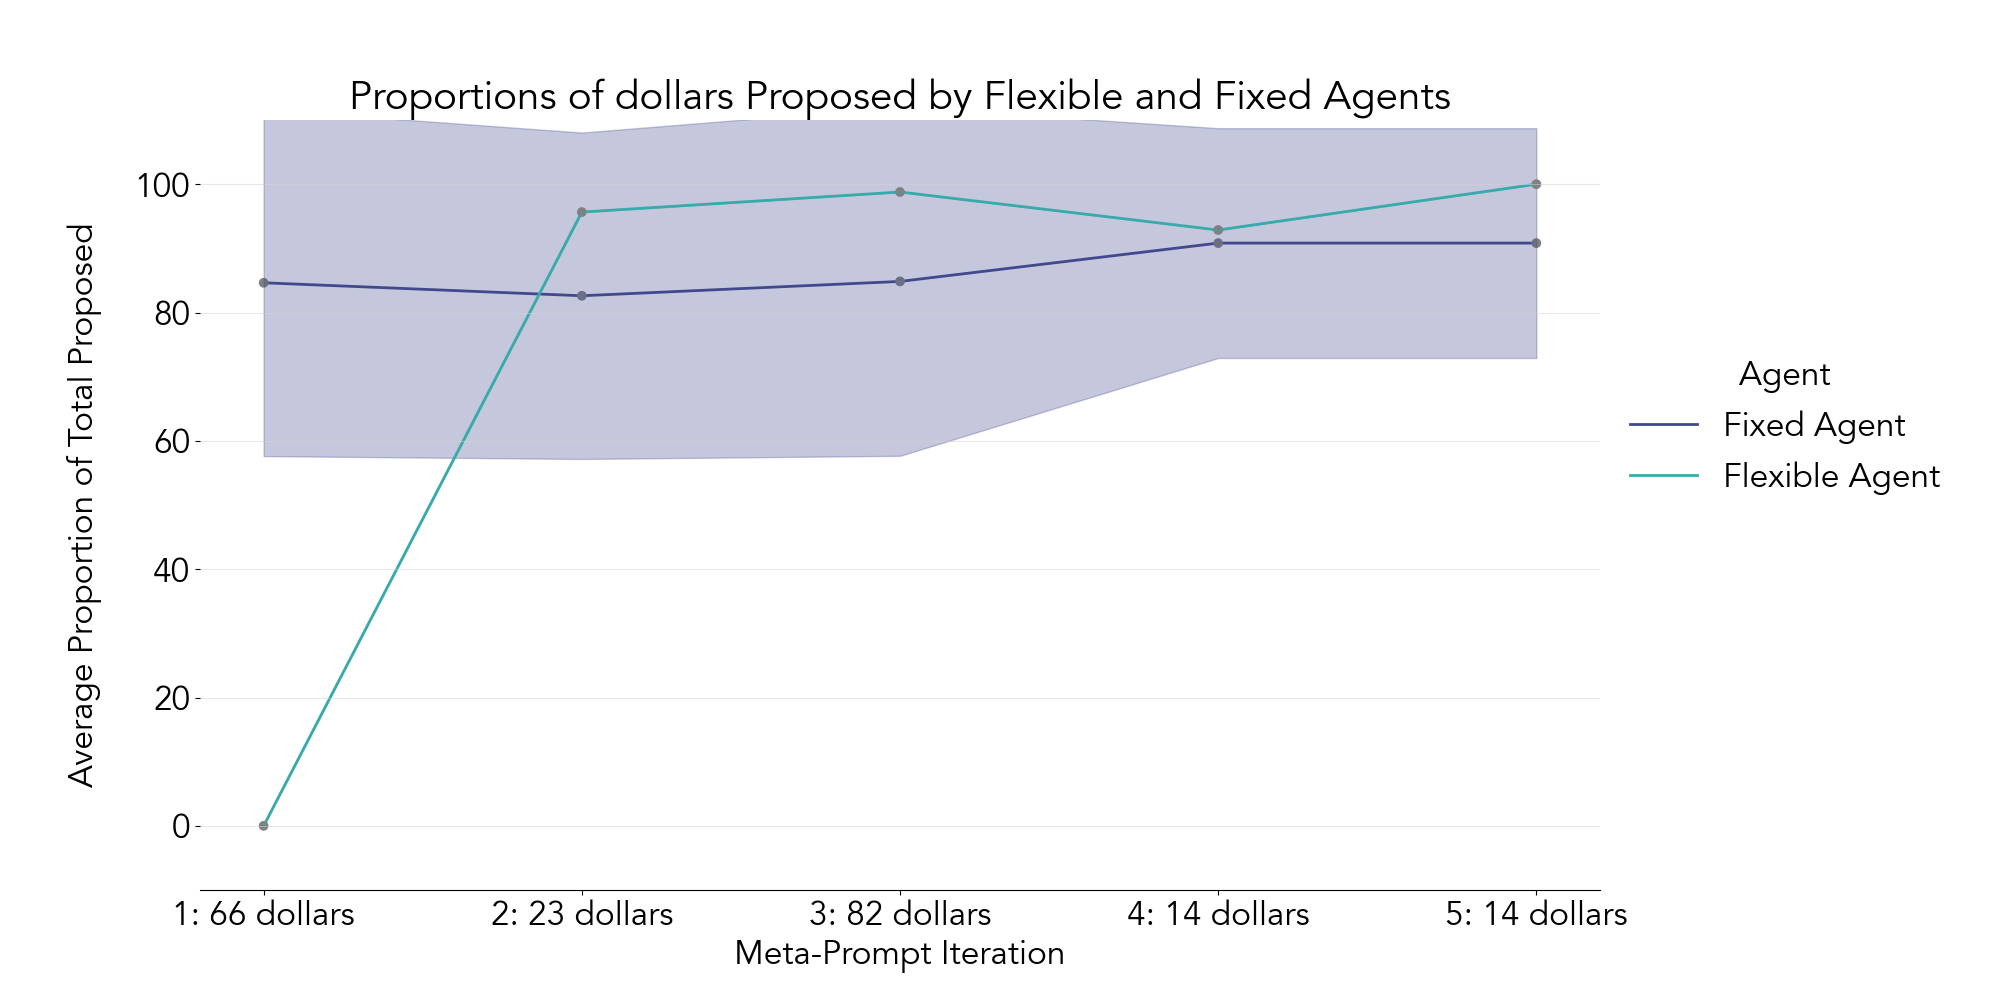 Proportions of dollars Proposed by Flexible and Fixed Agents
Average Proportion of Total Proposed
100
80
60
40
20
0
1: 66 dollars
2: 23 dollars
3: 82 dollars
4: 14 dollars
5: 14 dollars
Meta-Prompt Iteration
Agent
Fixed Agent
Flexible Agent